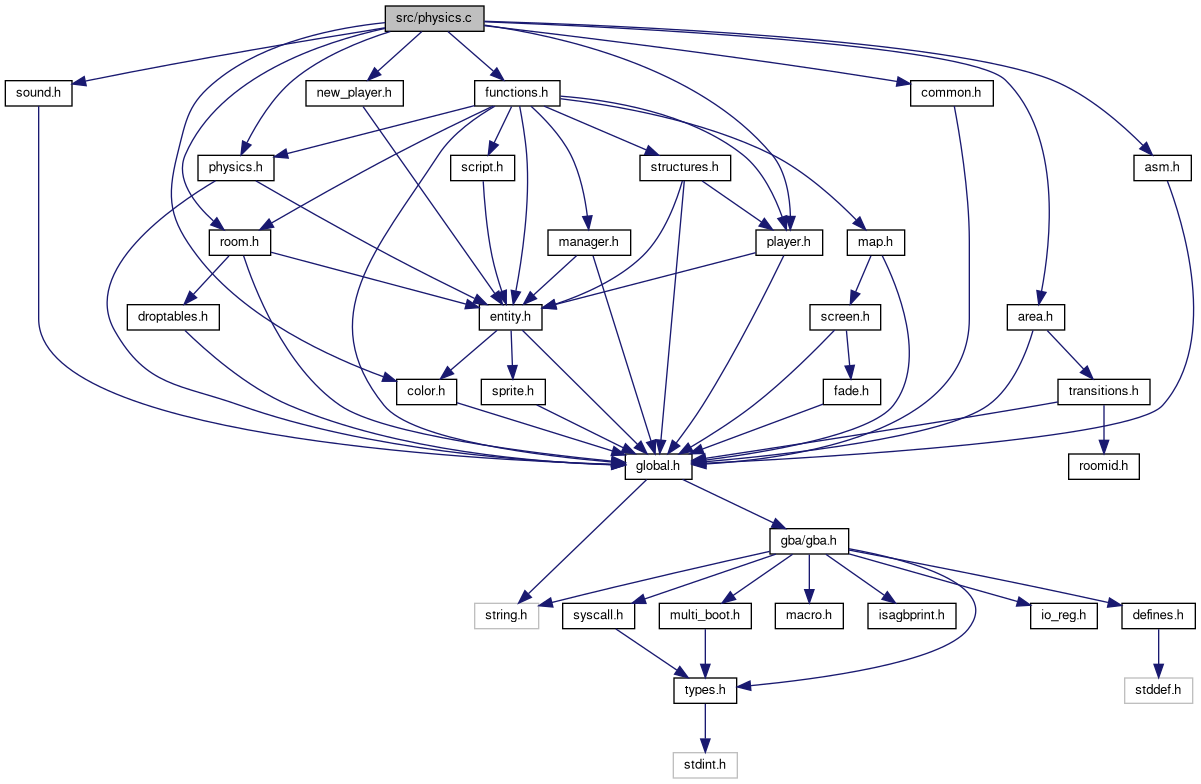 src/physics.c
sound.h
new_player.h
functions.h
common.h
physics.h
script.h
structures.h
asm.h
room.h
manager.h
player.h
map.h
droptables.h
entity.h
screen.h
area.h
color.h
sprite.h
fade.h
transitions.h
global.h
roomid.h
gba/gba.h
string.h
syscall.h
multi_boot.h
macro.h
isagbprint.h
io_reg.h
defines.h
types.h
stddef.h
stdint.h